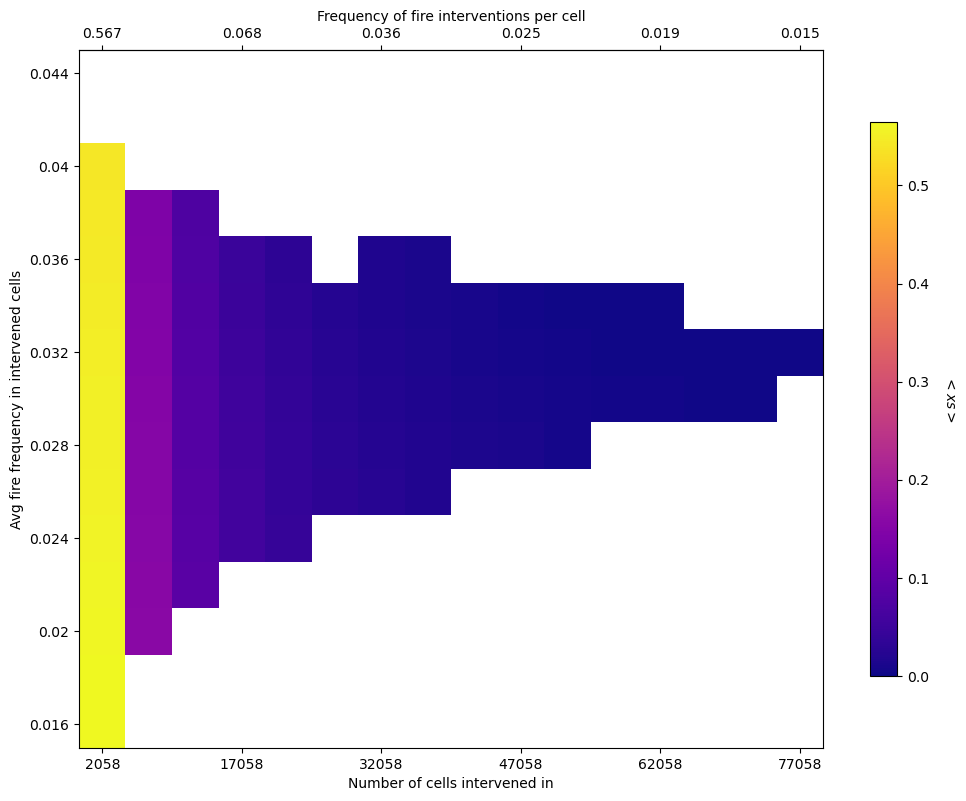 Frequency of fire interventions per cell
0.567 0.068 0.036 0.025 0.019 0.015
0.044
0.04
0.036
0.032
0.028
0.024
0.02
0.016
Avg fire frequency in intervened cells
2058 17058 32058 47058 62058 77058
Number of cells intervened in
0.5
0.4
0.3
0.2
0.1
0.0
< xs >